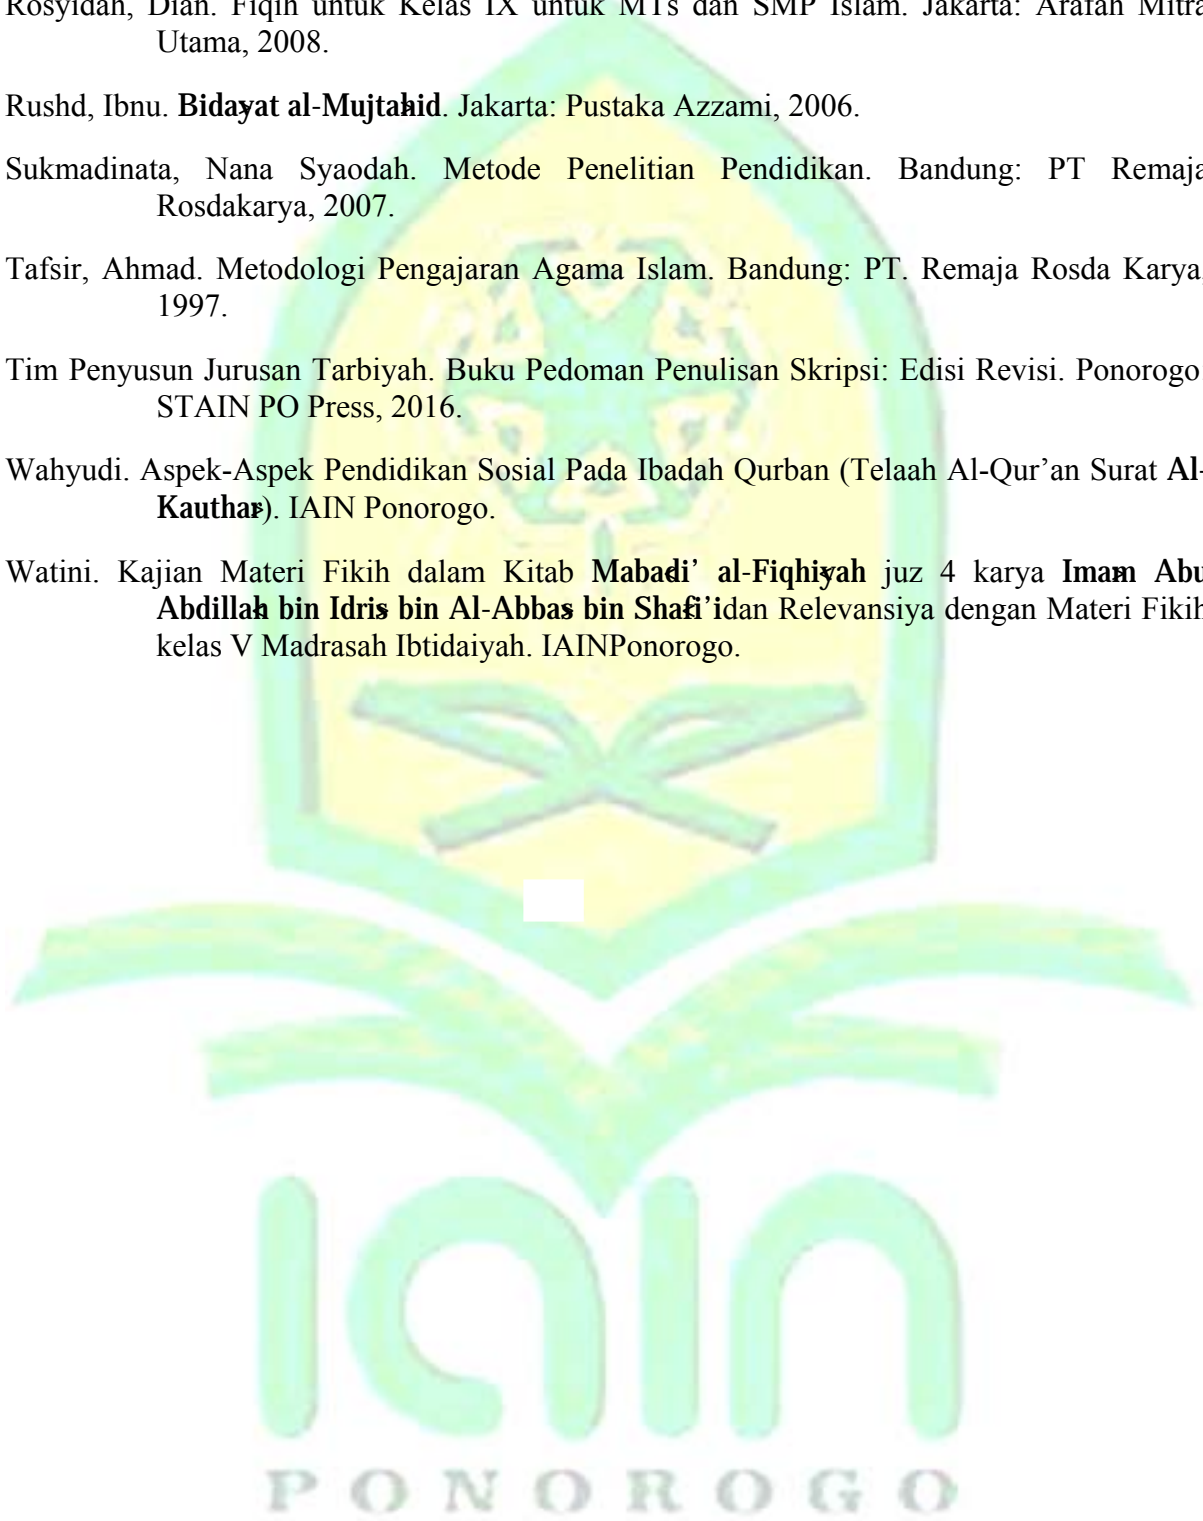 Rosyidah, Dian. Fiqih untuk Kelas IX untuk MTs dan SMP Islam. Jakarta: Arafah Mitra
Utama, 2008.
Rushd, Ibnu. Bidayat al-Mujtahid. Jakarta: Pustaka Azzami, 2006.
Sukmadinata, Nana Syaodah. Metode Penelitian Pendidikan. Bandung: PT Remaja
Rosdakarya, 2007.
Tafsir, Ahmad. Metodologi Pengajaran Agama Islam. Bandung: PT. Remaja Rosda Karya,
1997.
Tim Penyusun Jurusan Tarbiyah. Buku Pedoman Penulisan Skripsi: Edisi Revisi. Ponorogo:
STAIN PO Press, 2016.
Wahyudi. Aspek-Aspek Pendidikan Sosial Pada Ibadah Qurban (Telaah Al-Qur’an Surat Al-
Kauthar). IAIN Ponorogo.
Watini. Kajian Materi Fikih dalam Kitab Mabadi’ al-Fiqhiyah juz 4 karya Imam Abu
Abdillah bin Idris bin Al-Abbas bin Shafi’idan Relevansiya dengan Materi Fikih
kelas V Madrasah Ibtidaiyah. IAINPonorogo.
IAIN
PONOROGO